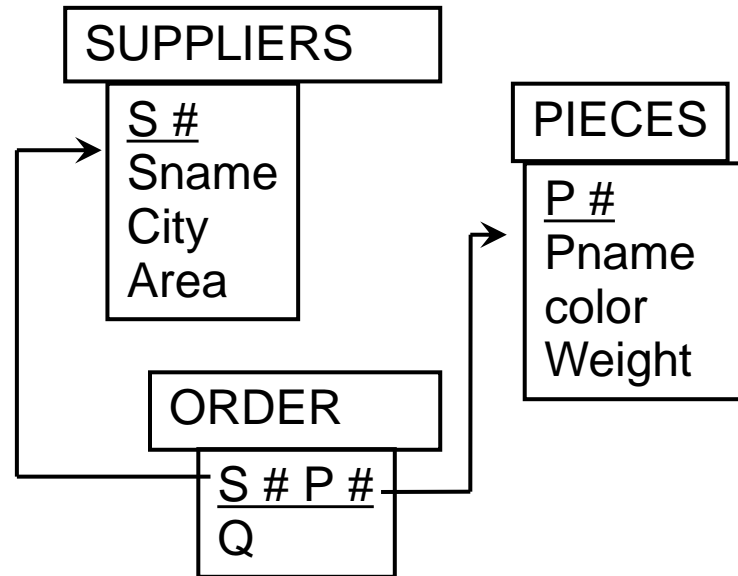 SUPPLIERS
S #
Sname
City
Area
PIECES
P #
Pname
color
Weight
ORDER
S # P #
Q